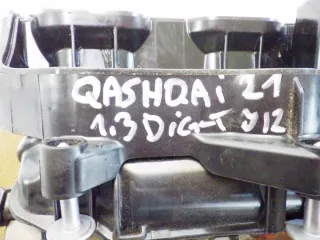 QASHQAi 21
1.3 DiG-T J12